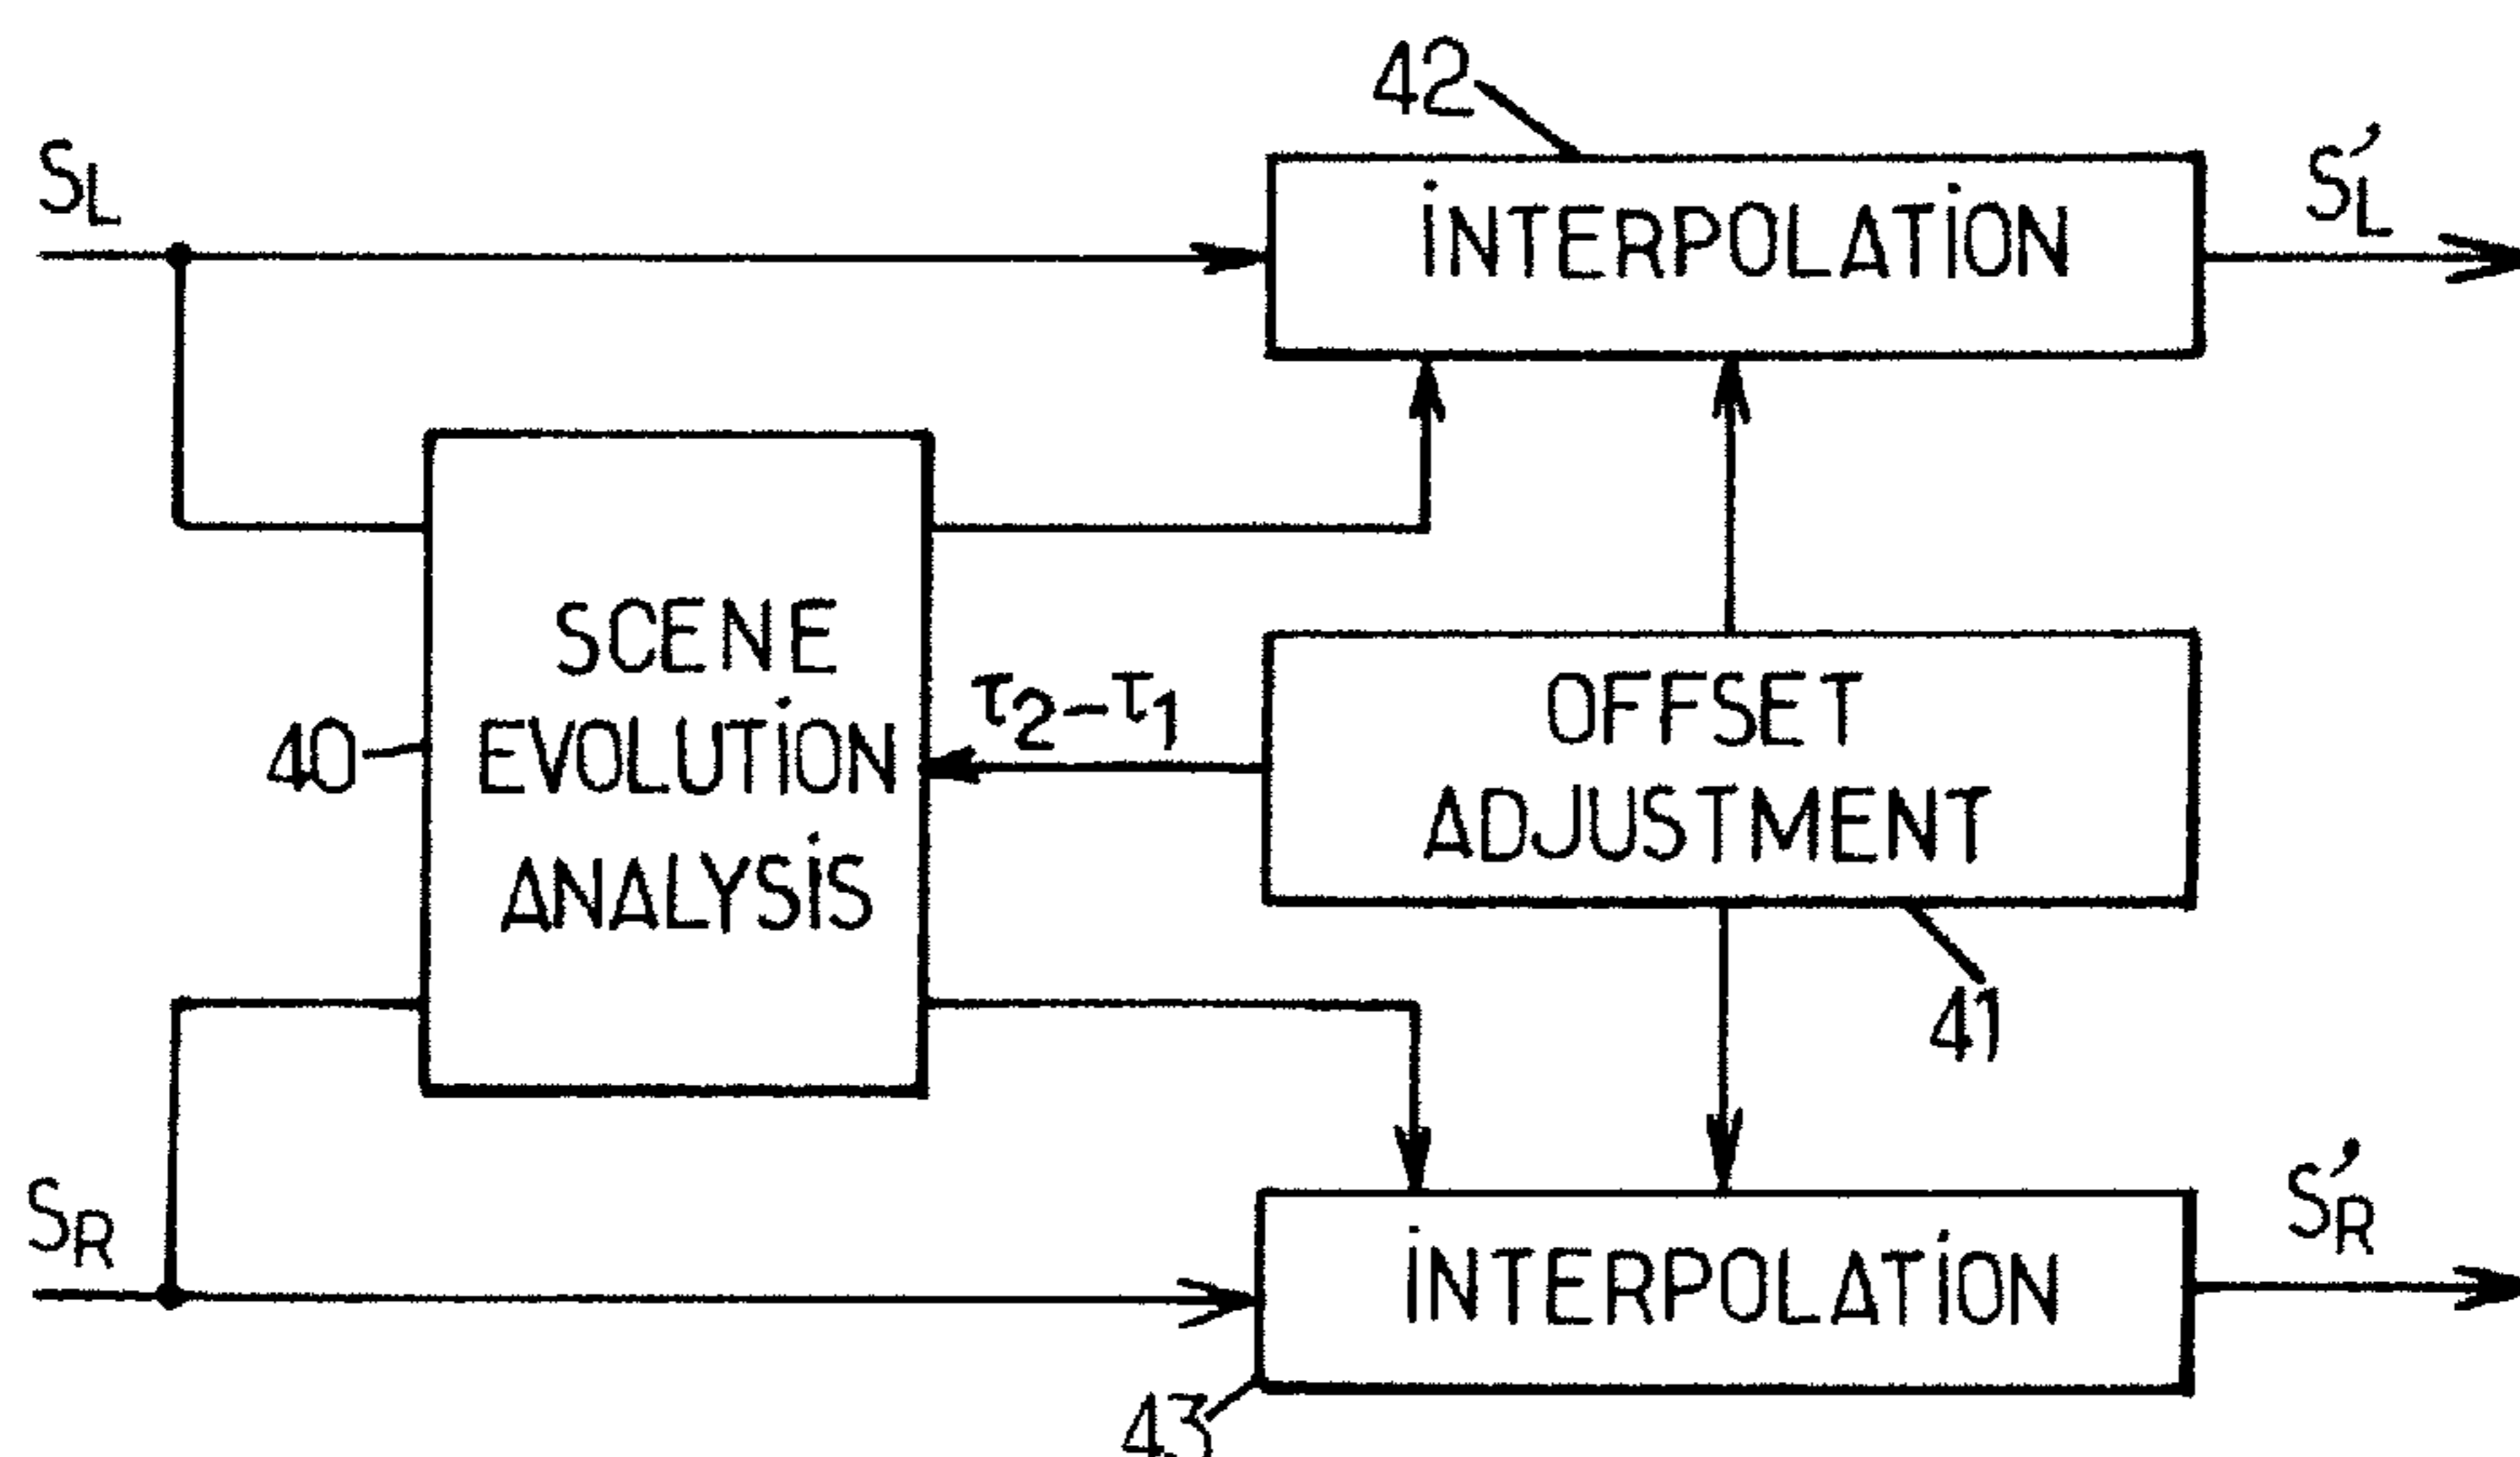 42
SL
iNTERPOLATiON
S'L
SCENE
EVOLUTiON
ANALYSiS
40
τ2-τ1
OFFSET
ADJUSTMENT
41
SR
iNTERPOLATiON
S'R
43